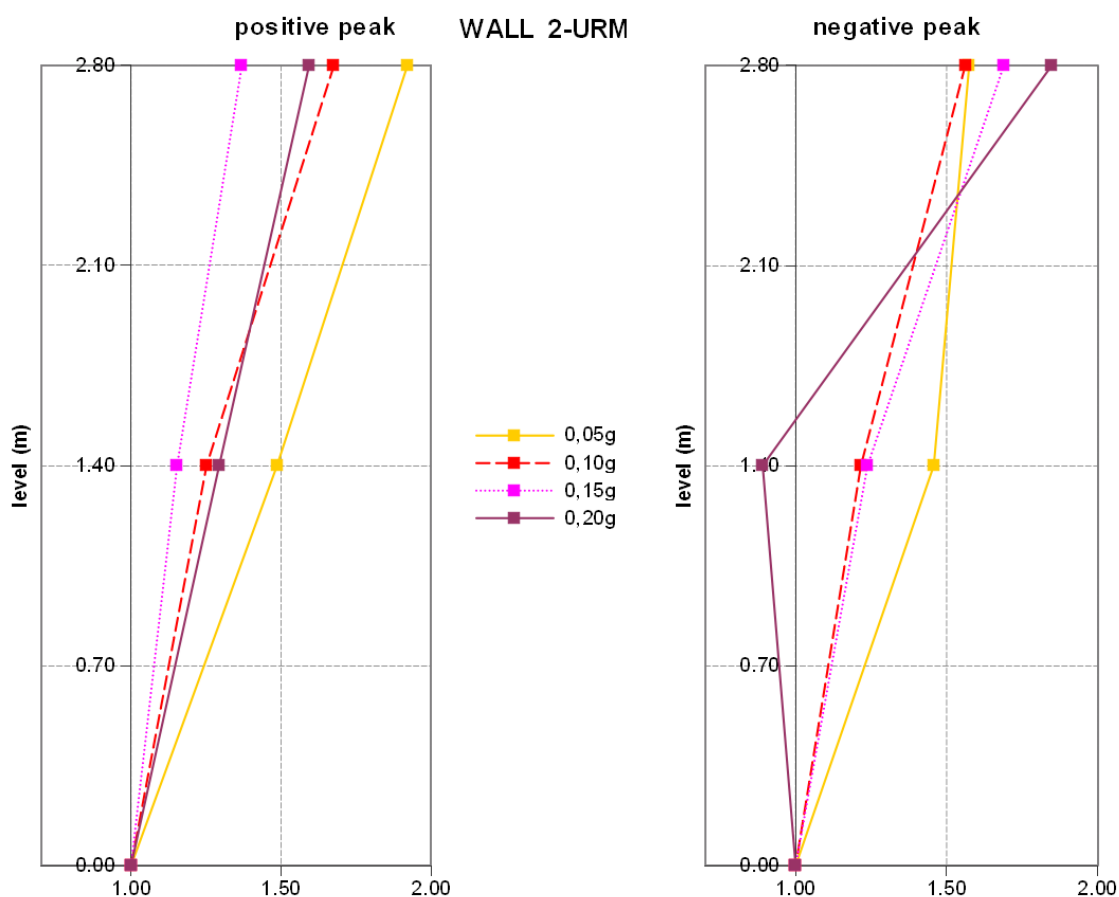 positive peak
WALL 2-URM
negative peak
2.80
2.10
1.40
0.70
0.00
level (m)
1.00 1.50 2.00
0,05g
0,10g
0,15g
0,20g
2.80
2.10
0.70
0.00
level (m)
1.00 1.50 2.00